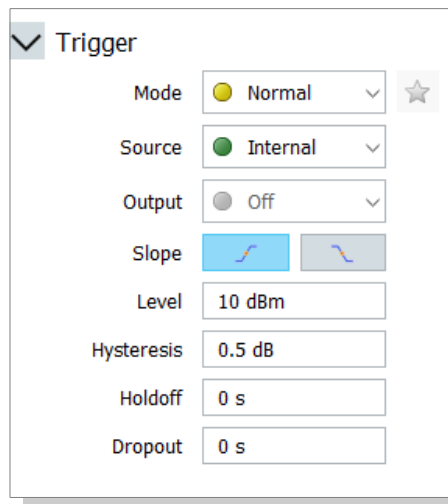 Trigger
Mode Normal
Source Internal
Output Off
Slope
Level 10 dBm
Hysteresis 0.5 dB
Holdoff 0 s
Dropout 0 s